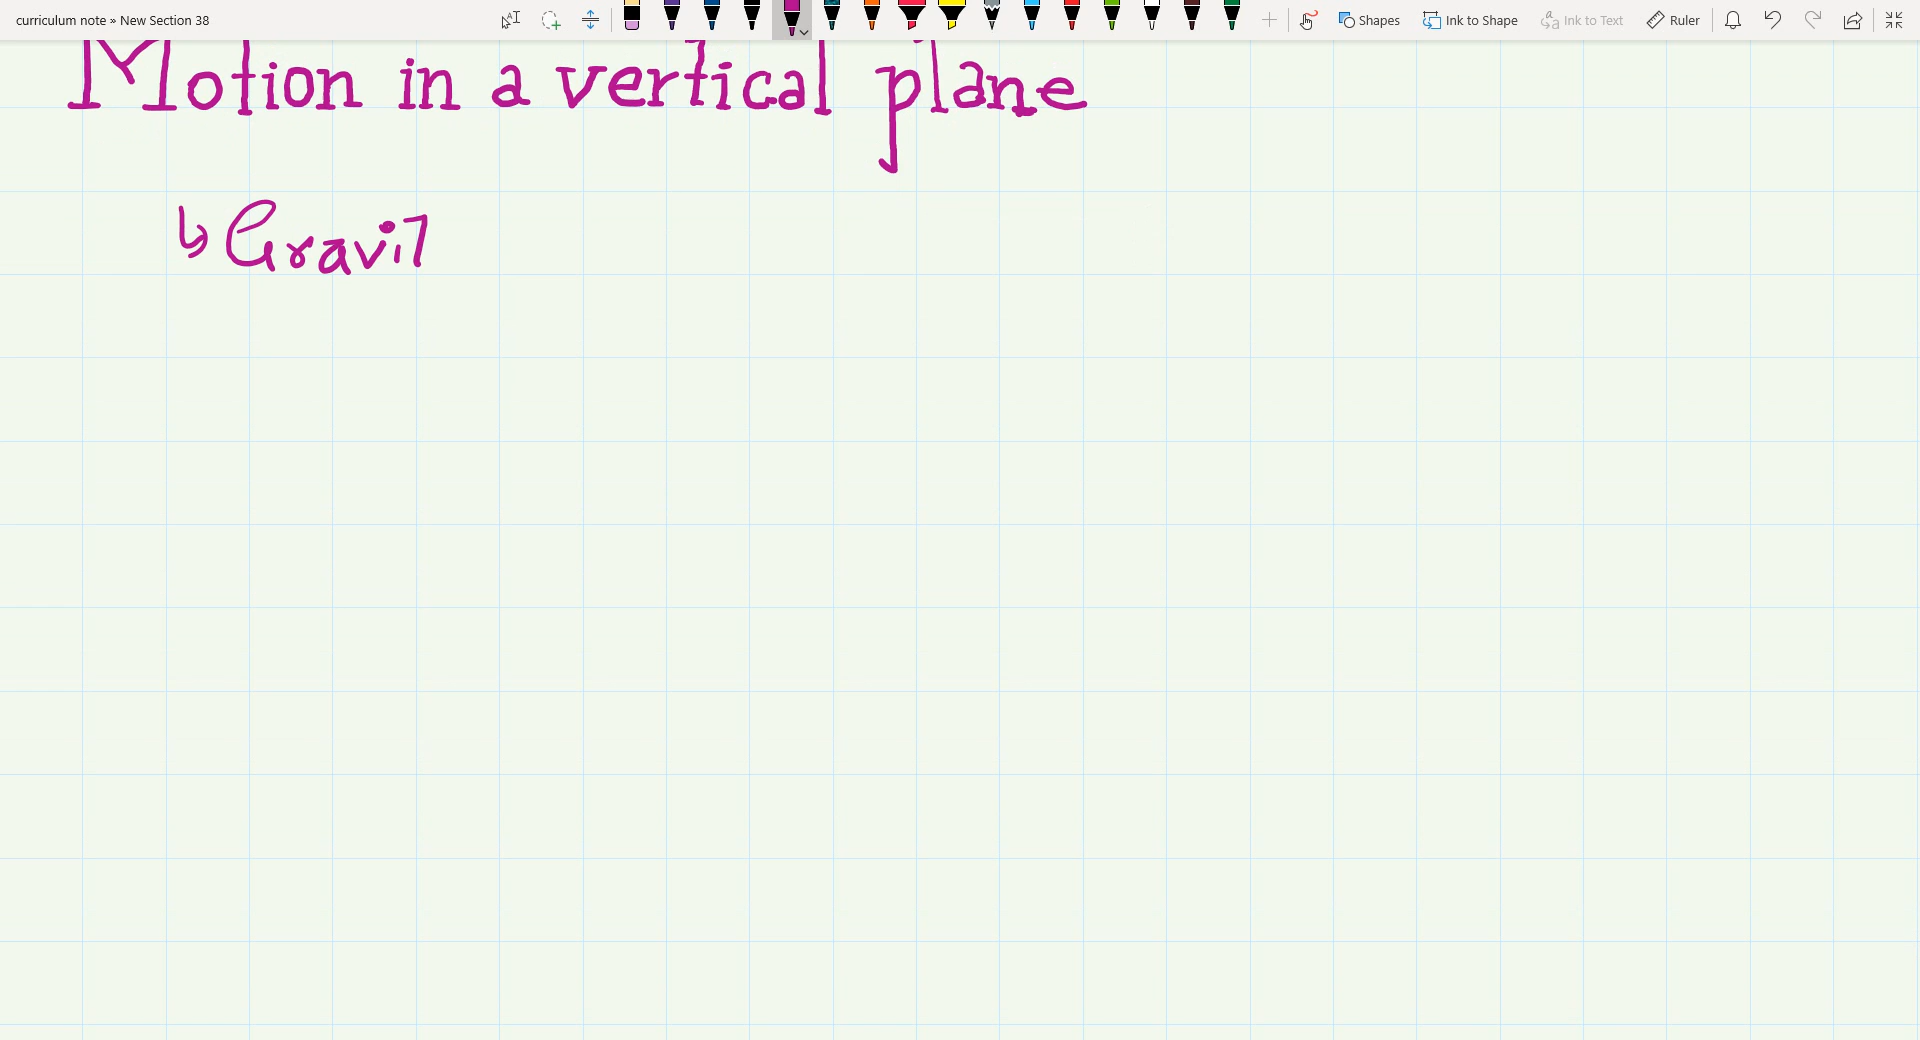 curriculum note » New Section 38
Shapes
Ink to Shape
Ink to Text
Ruler
Motion in a vertical plane
↳ Gravit